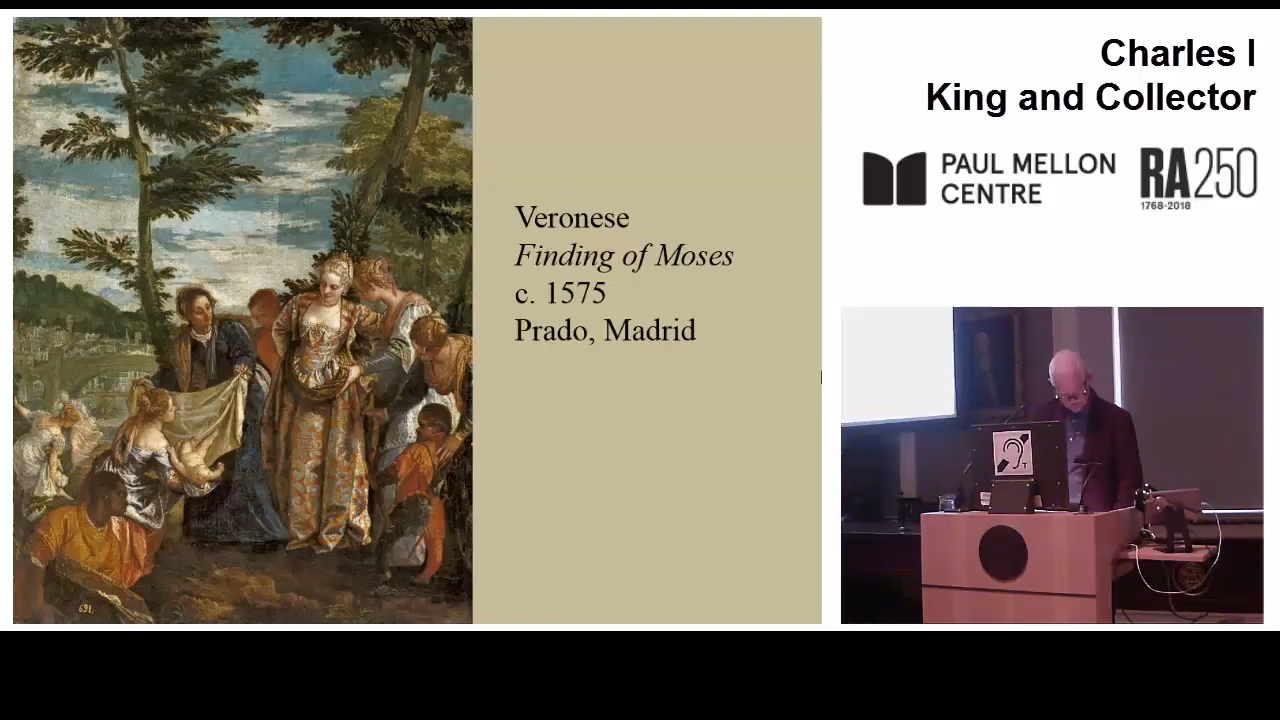 Charles I
King and Collector
PAUL MELLON
CENTRE
RA250
1768-2018
Veronese
Finding of Moses
c. 1575
Prado, Madrid
691.
T